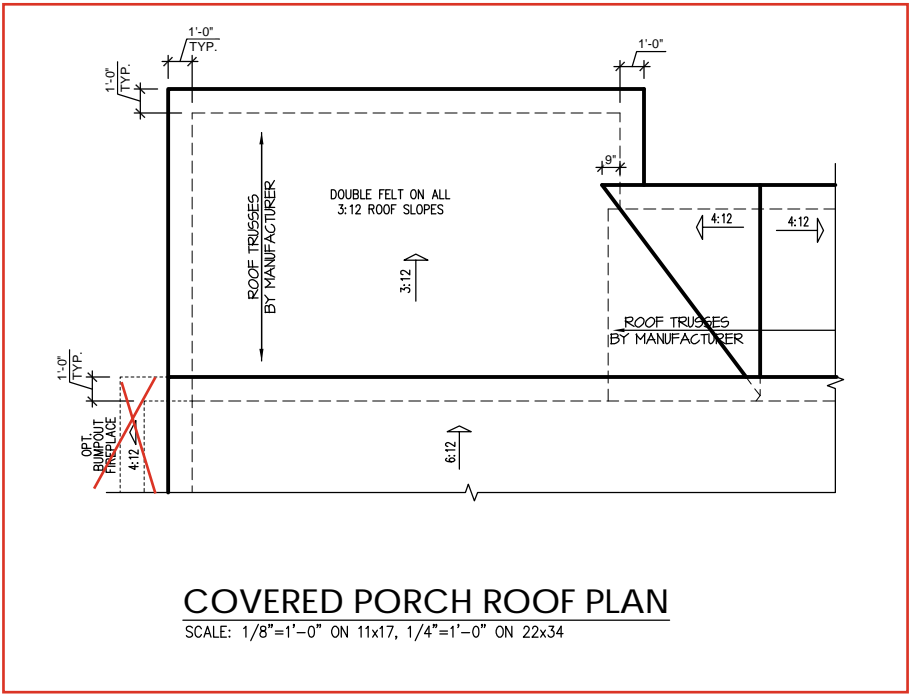 1'-0"
TYP.
1'-0"
1'-0"
TYP.
9"
DOUBLE FELT ON ALL
3:12 ROOF SLOPES
ROOF TRUSSES
BY MANUFACTURER
4:12
4:12
3:12
ROOF TRUSSES
BY MANUFACTURER
1'-0"
TYP.
OPT.
BUMPOUT
FIREPLACE
4:12
6:12
COVERED PORCH ROOF PLAN
SCALE: 1/8"=1'-0" ON 11x17, 1/4"=1'-0" ON 22x34